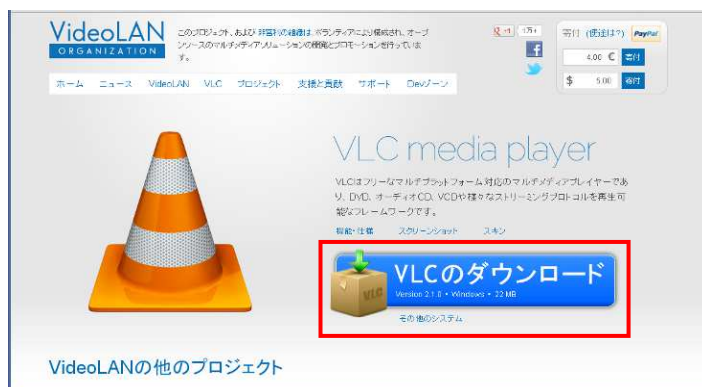 VideoLAN
ORGANIZATION
このプロジェクト、および 非営利の組織は、ボランティアにより構成され、オープ
ンソースのマルチメディアソリューションの開発とプロモーションを行っていま
す。
+1
寄付 (使途は?) PayPal
4.00 € 寄付
$ 5.00 寄付
ホーム ニュース VideoLAN VLC プロジェクト 支援と貢献 サポート Devゾーン
VLC media player
VLCはフリーなマルチプラットフォーム対応のマルチメディアプレイヤーであ
り、DVD、オーディオCD、VCDや様々なストリーミングプロトコルを再生可
能なフレームワークです。
機能・仕様 スクリーンショット スキン
VLCのダウンロード
VLC
Version 2.1.0 • Windows • 22 MB
その他のシステム
VideoLANの他のプロジェクト